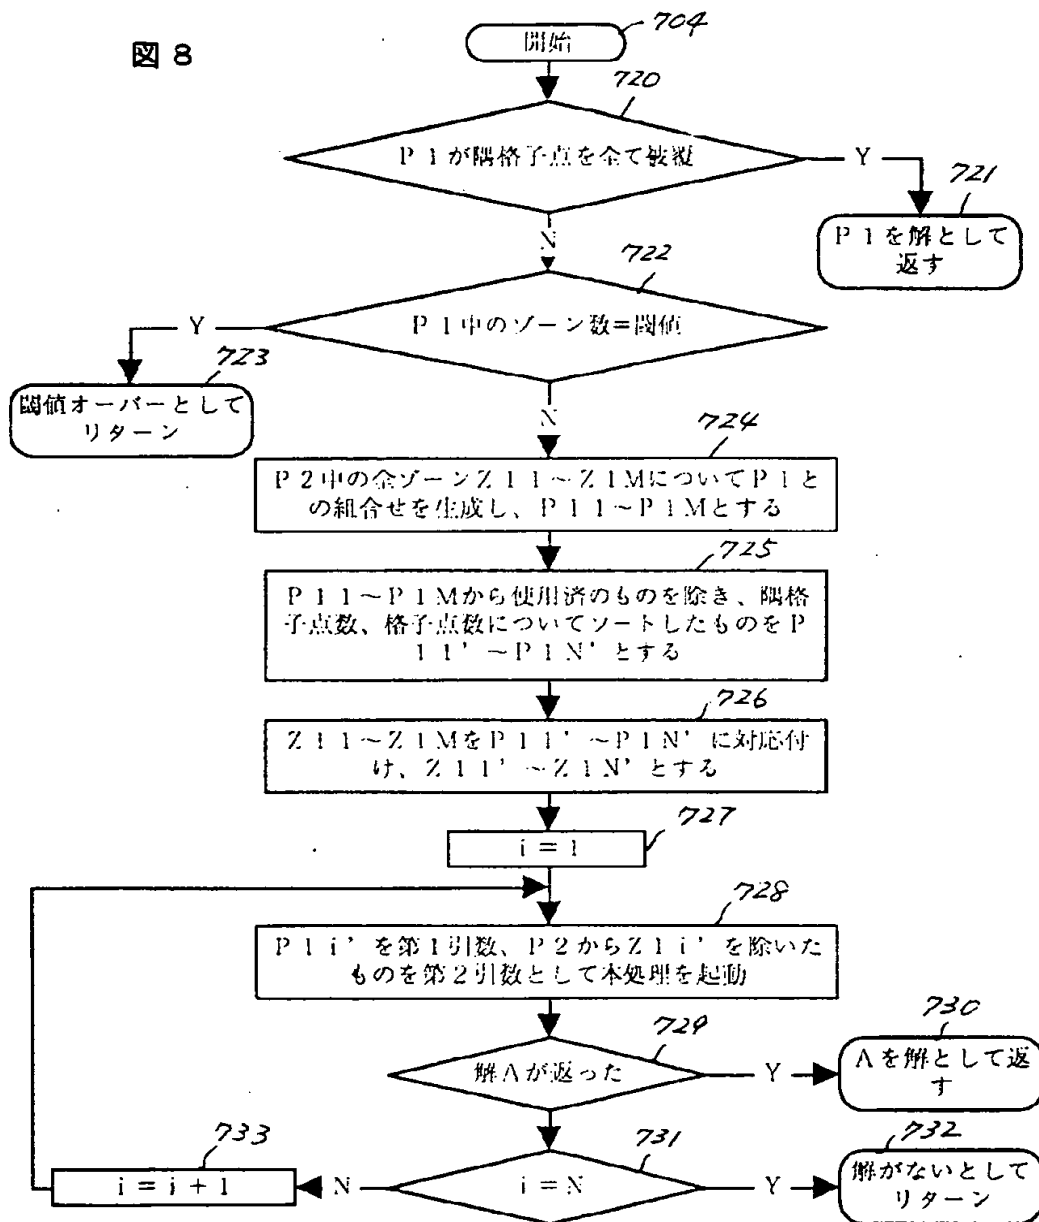 図 8
開始
704
720
P1が隅格子点を全て被覆
Y
721
P1を解として
返す
N
722
P1中のゾーン数=閾値
Y
723
閾値オーバーとして
リターン
N
724
P2中の全ゾーンZ11~Z1MについてP1と
の組合せを生成し、P11~P1Mとする
725
P11~P1Mから使用済のものを除き、隅格
子点数、格子点数についてソートしたものをP
11'~P1N'とする
726
Z11~Z1MをP11'~P1N'に対応付
け、Z11'~Z1N'とする
727
i=1
728
P1i'を第1引数、P2からZ1i'を除いた
ものを第2引数として本処理を起動
729
解Aが返った
Y
730
Aを解として返
す
731
i=N
Y
732
解がないとして
リターン
N
733
i=i+1